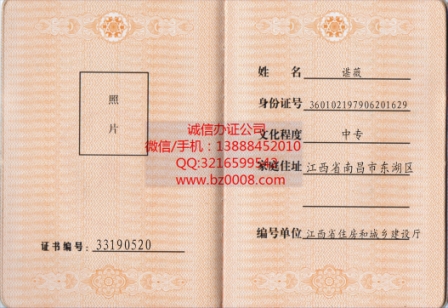 照
片
证书编号：33190520
姓 名 谌薇
身份证号 360102197906201629
文化程度 中专
家庭住址 江西省南昌市东湖区
编号单位 江西省住房和城乡建设厅
诚信办证公司
微信/手机：13888452010
QQ:3216599543
www.bz0008.com